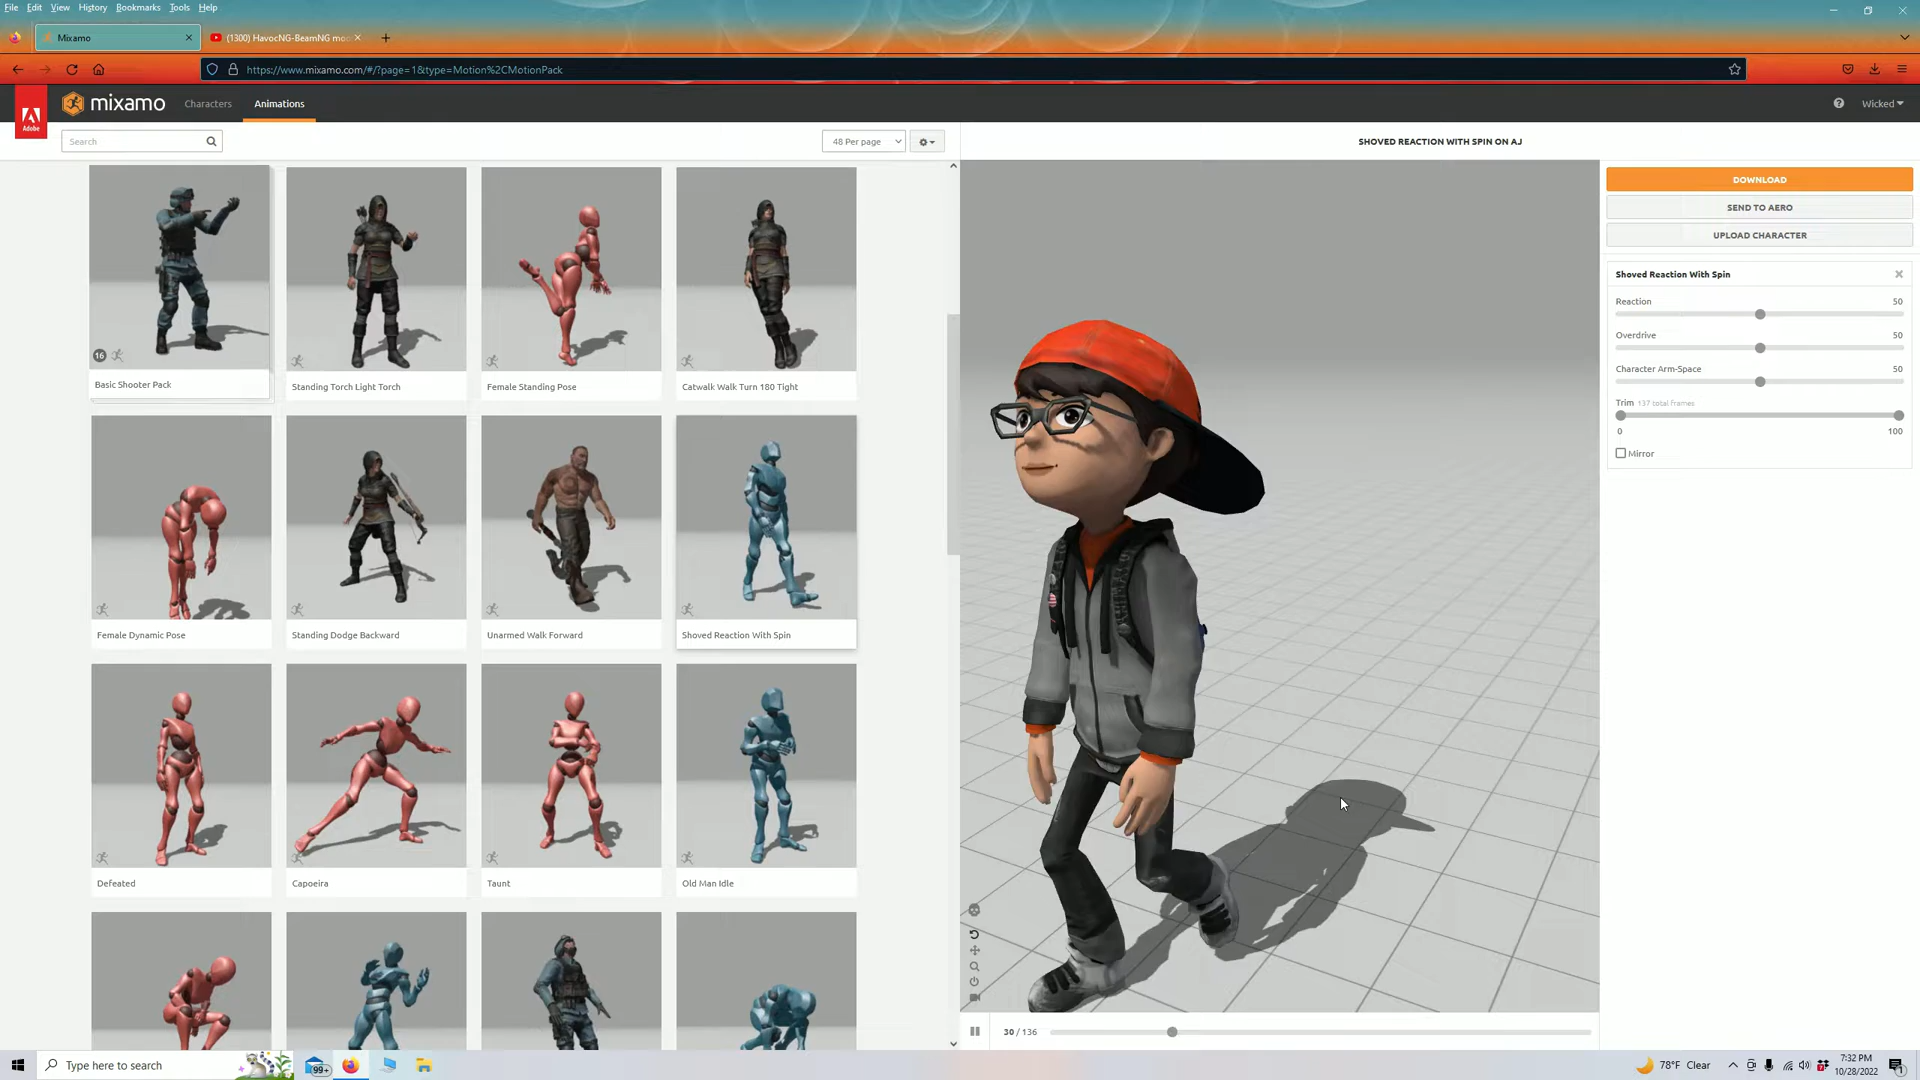 File Edit View History Bookmarks Tools Help
Mixamo
(1300) HavocNG-BeamNG mo
https://www.mixamo.com/#/?page=1&type=Motion%2CMotionPack
Adobe
mixamo Characters Animations Wicked
Search
48 Per page
SHOVED REACTION WITH SPIN ON AJ
DOWNLOAD
SEND TO AERO
UPLOAD CHARACTER
Shoved Reaction With Spin
Reaction 50
Overdrive 50
Character Arm-Space 50
Trim 137 total frames
0 100
Mirror
16
Basic Shooter Pack
Standing Torch Light Torch
Female Standing Pose
Catwalk Walk Turn 180 Tight
Female Dynamic Pose
Standing Dodge Backward
Unarmed Walk Forward
Shoved Reaction With Spin
Defeated
Capoeira
Taunt
Old Man Idle
30 / 136
Type here to search
99+
78°F Clear
7:32 PM
10/28/2022